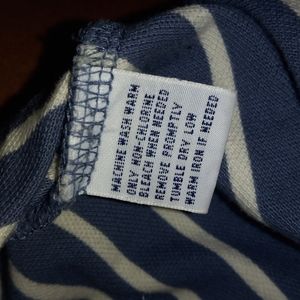 MACHINE WASH WARM
ONLY NON-CHLORINE
BLEACH WHEN NEEDED
REMOVE PROMPTLY
TUMBLE DRY LOW
WARM IRON IF NEEDED